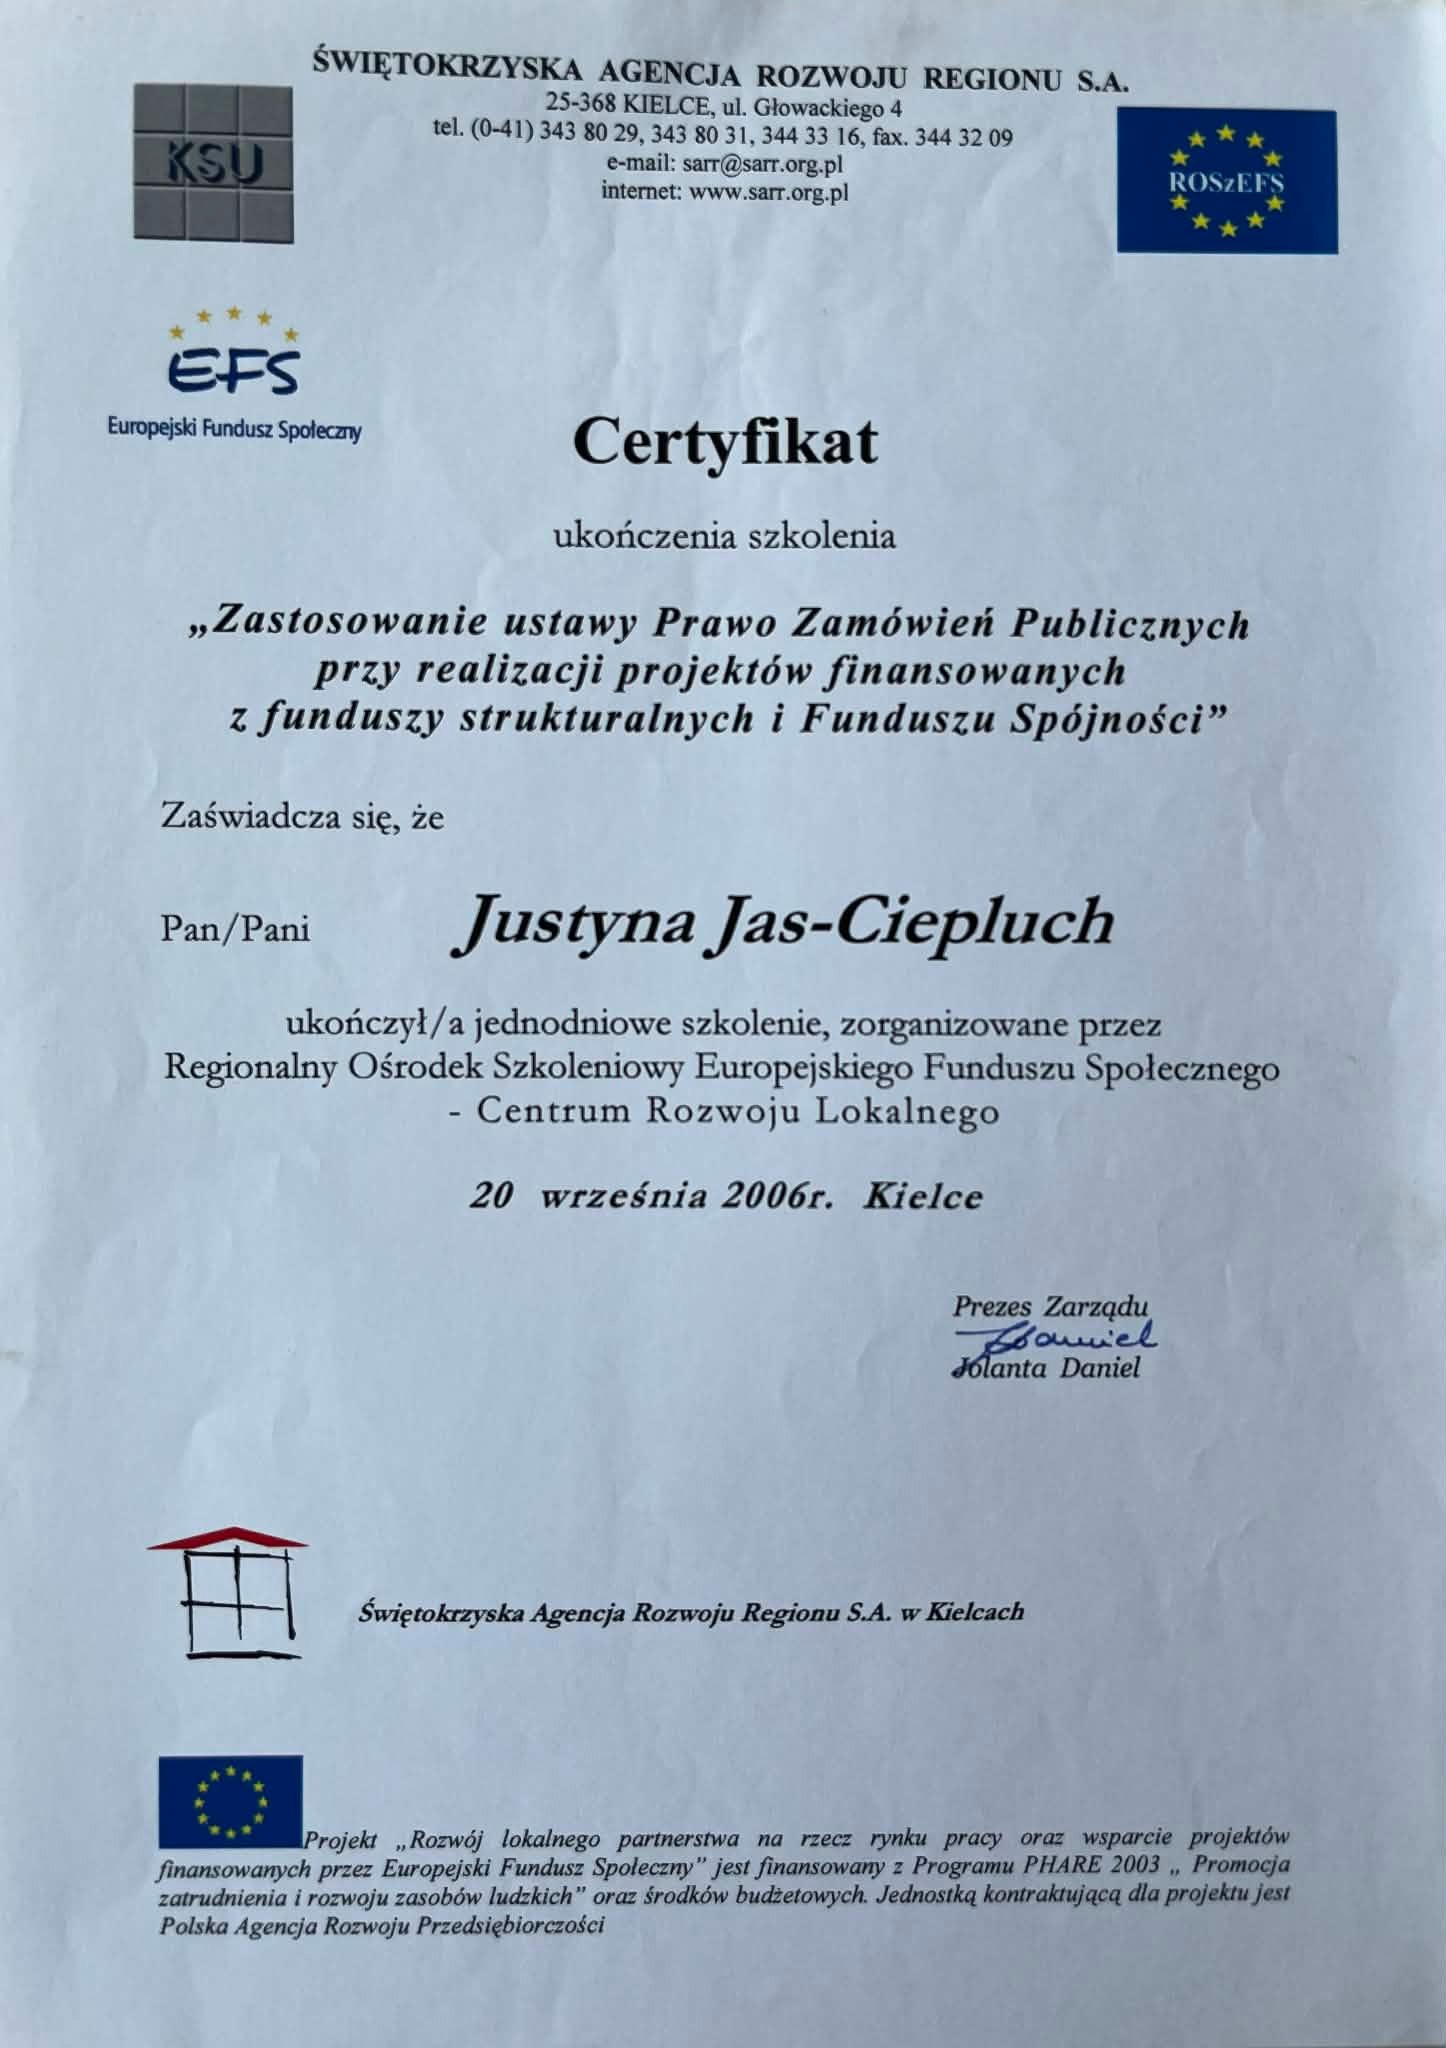 ŚWIĘTOKRZYSKA AGENCJA ROZWOJU REGIONU S.A.
25-368 KIELCE, ul. Głowackiego 4
tel. (0-41) 343 80 29, 343 80 31, 344 33 16, fax. 344 32 09
e-mail: sarr@sarr.org.pl
internet: www.sarr.org.pl
KSU
ROSzEFS
EFS
Europejski Fundusz Społeczny
Certyfikat
ukończenia szkolenia
„Zastosowanie ustawy Prawo Zamówień Publicznych
przy realizacji projektów finansowanych
z funduszy strukturalnych i Funduszu Spójności”
Zaświadcza się, że
Pan/Pani Justyna Jas-Ciepluch
ukończył/a jednodniowe szkolenie, zorganizowane przez
Regionalny Ośrodek Szkoleniowy Europejskiego Funduszu Społecznego
- Centrum Rozwoju Lokalnego
20 września 2006r. Kielce
Prezes Zarządu
JDaniel
Jolanta Daniel
Świętokrzyska Agencja Rozwoju Regionu S.A. w Kielcach
Projekt „Rozwój lokalnego partnerstwa na rzecz rynku pracy oraz wsparcie projektów
finansowanych przez Europejski Fundusz Społeczny” jest finansowany z Programu PHARE 2003 „ Promocja
zatrudnienia i rozwoju zasobów ludzkich” oraz środków budżetowych. Jednostką kontraktującą dla projektu jest
Polska Agencja Rozwoju Przedsiębiorczości